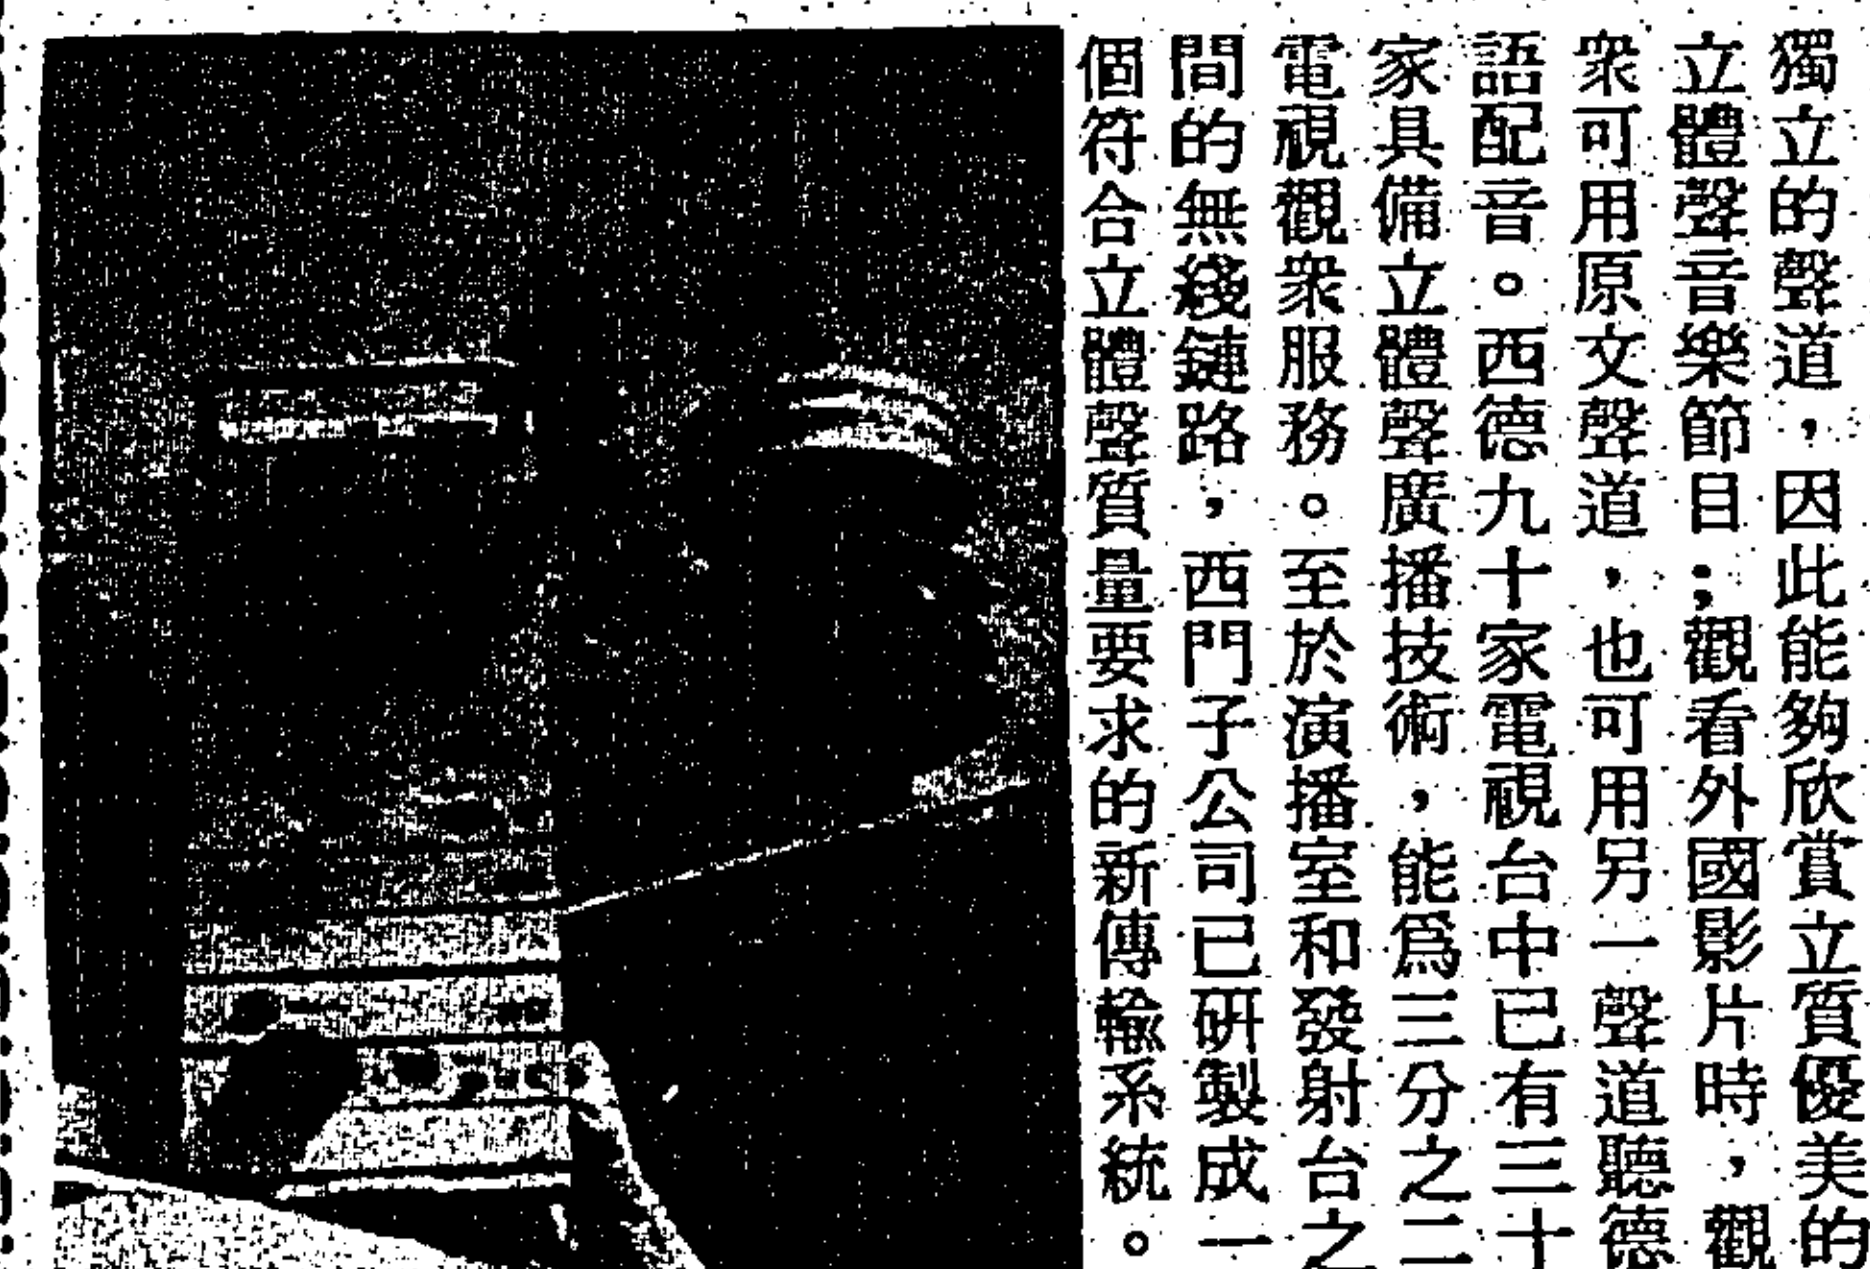 獨立的聲道，因此能夠欣賞立質優美的
立體聲音樂節目；觀看外國影片時，觀
衆可用原文聲道，也可用另一聲道聽德
語配音。西德九十家電視台中已有三十
家具備立體聲廣播技術，能爲三分之二
電視觀衆服務。至於演播室和發射台之
間的無綫鏈路，西門子公司已研製成一
個符合立體聲質量要求的新傳輸系統。